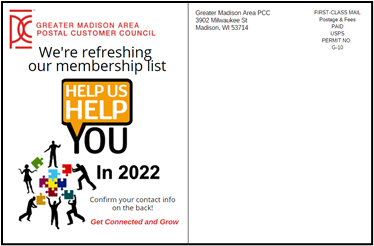 GREATER MADISON AREA
POSTAL CUSTOMER COUNCIL
We're refreshing
our membership list
HELP US
HELP
YOU
In 2022
Confirm your contact info
on the back!
Get Connected and Grow
Greater Madison Area PCC
3902 Milwaukee St
Madison, WI 53714
FIRST-CLASS MAIL
Postage & Fees
PAID
USPS
PERMIT NO.
G-10